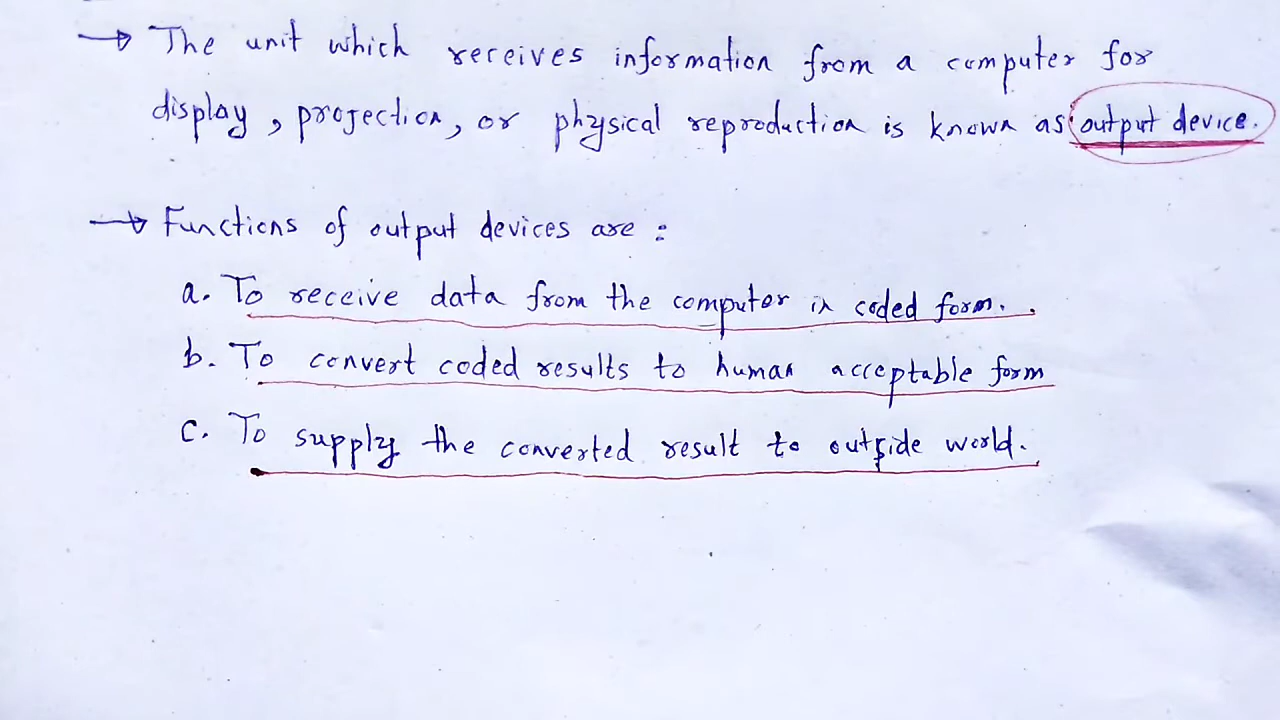 → The unit which receives information from a computer for
display, projection, or physical reproduction is known as output device.
→ Functions of output devices are :
a. To receive data from the computer in coded form.
b. To convert coded results to human acceptable form
c. To supply the converted result to outside world.